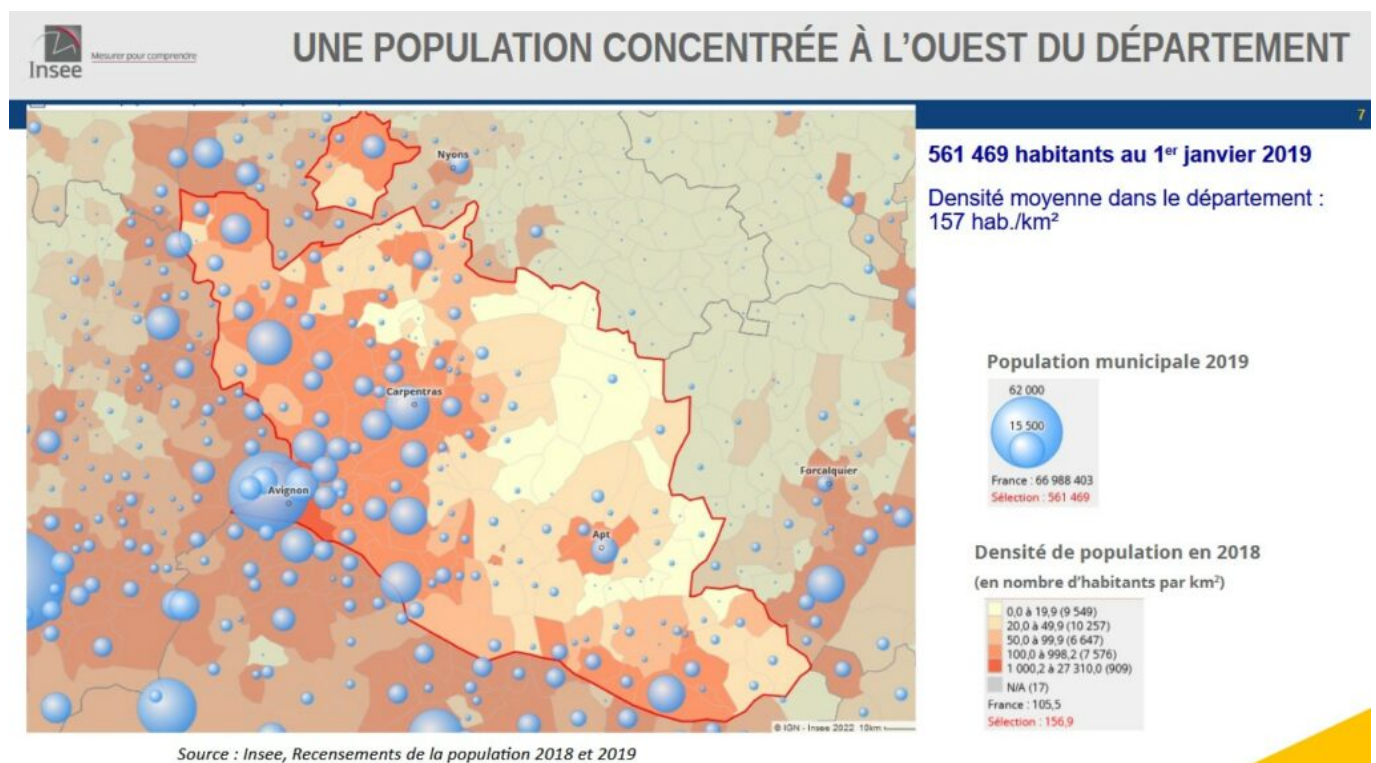 Insee
Mesurer pour comprendre
UNE POPULATION CONCENTRÉE À L'OUEST DU DÉPARTEMENT
7
Nyons
Carpentras
Avignon
Apt
Forcalquier
© IGN - Insee 2022 10km
561 469 habitants au 1er janvier 2019
Densité moyenne dans le département :
157 hab./km²
Population municipale 2019
62 000
15 500
France : 66 988 403
Sélection : 561 469
Densité de population en 2018
(en nombre d'habitants par km²)
0,0 à 19,9 (9 549)
20,0 à 49,9 (10 257)
50,0 à 99,9 (6 647)
100,0 à 998,2 (7 576)
1 000,2 à 27 310,0 (909)
N/A (17)
France : 105,5
Sélection : 156,9
Source : Insee, Recensements de la population 2018 et 2019